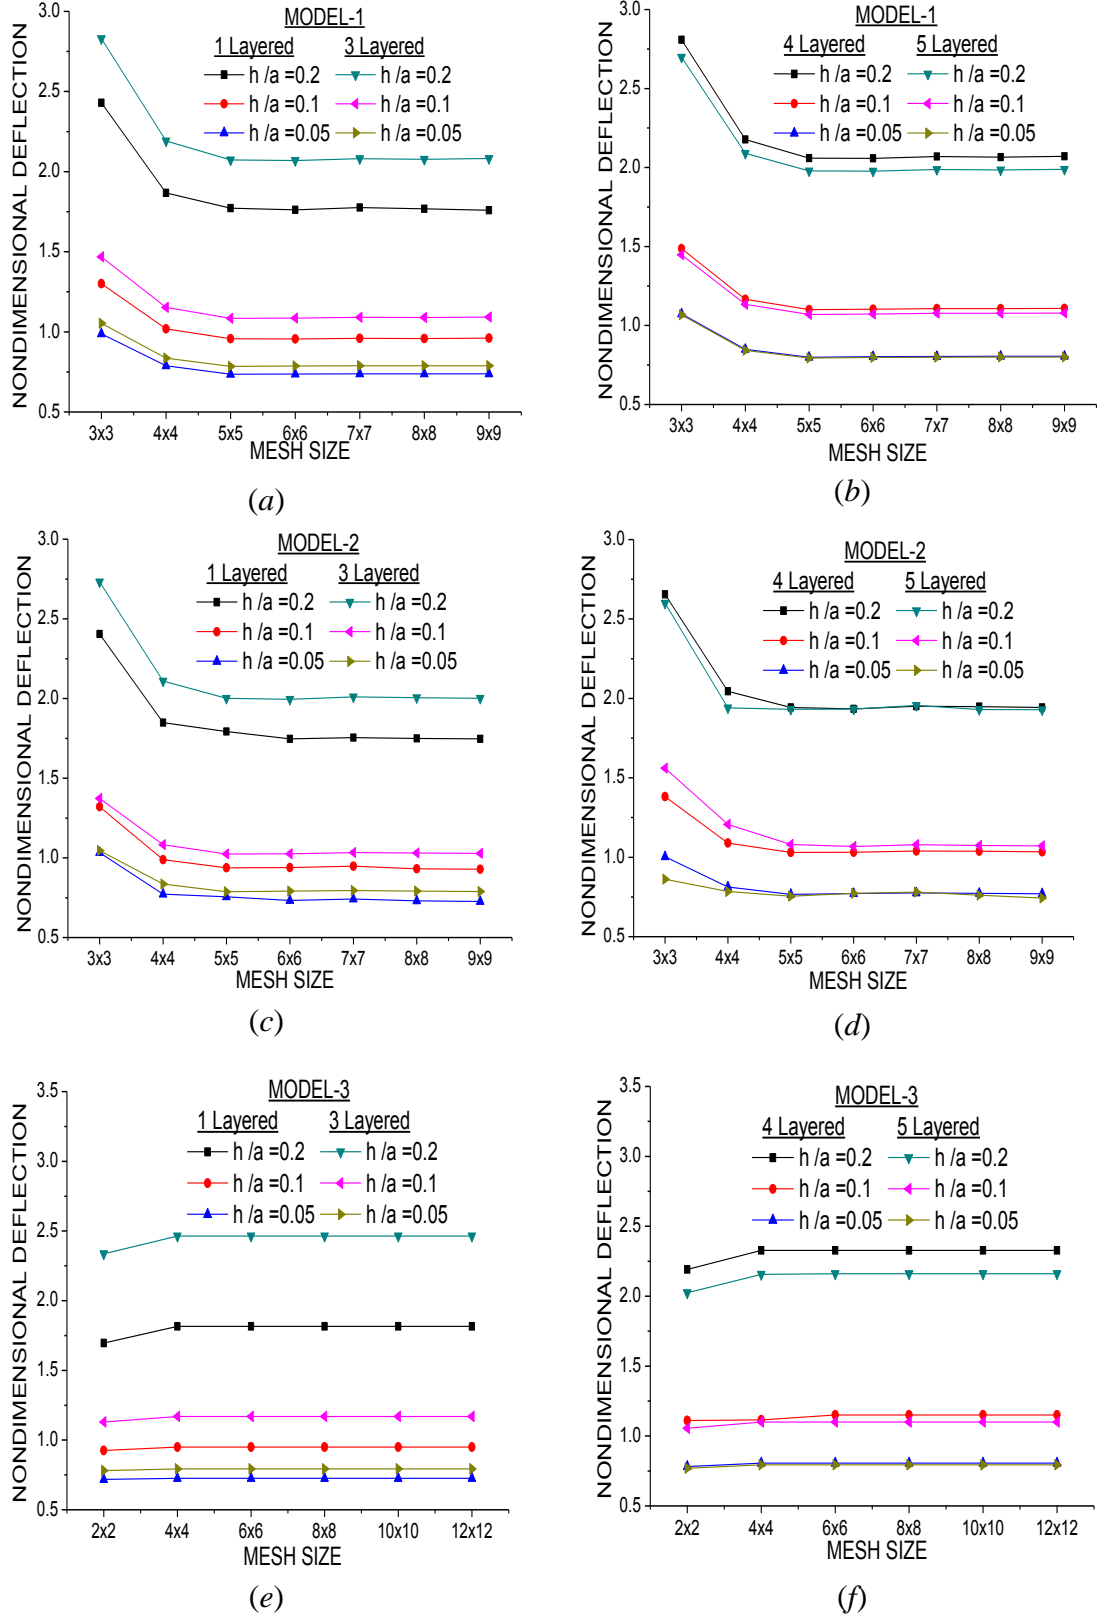 MODEL-1
1 Layered 3 Layered
h /a =0.2 h /a =0.2
h /a =0.1 h /a =0.1
h /a =0.05 h /a =0.05
NONDIMENSIONAL DEFLECTION
3.0
2.5
2.0
1.5
1.0
0.5
3x3 4x4 5x5 6x6 7x7 8x8 9x9
MESH SIZE
(a)
MODEL-1
4 Layered 5 Layered
h /a =0.2 h /a =0.2
h /a =0.1 h /a =0.1
h /a =0.05 h /a =0.05
NONDIMENSIONAL DEFLECTION
3.0
2.5
2.0
1.5
1.0
0.5
3x3 4x4 5x5 6x6 7x7 8x8 9x9
MESH SIZE
(b)
MODEL-2
1 Layered 3 Layered
h /a =0.2 h /a =0.2
h /a =0.1 h /a =0.1
h /a =0.05 h /a =0.05
NONDIMENSIONAL DEFLECTION
3.0
2.5
2.0
1.5
1.0
0.5
3x3 4x4 5x5 6x6 7x7 8x8 9x9
MESH SIZE
(c)
MODEL-2
4 Layered 5 Layered
h /a =0.2 h /a =0.2
h /a =0.1 h /a =0.1
h /a =0.05 h /a =0.05
NONDIMENSIONAL DEFLECTION
3.0
2.5
2.0
1.5
1.0
0.5
3x3 4x4 5x5 6x6 7x7 8x8 9x9
MESH SIZE
(d)
MODEL-3
1 Layered 3 Layered
h /a =0.2 h /a =0.2
h /a =0.1 h /a =0.1
h /a =0.05 h /a =0.05
NONDIMENSIONAL DEFLECTION
3.5
3.0
2.5
2.0
1.5
1.0
0.5
2x2 4x4 6x6 8x8 10x10 12x12
MESH SIZE
(e)
MODEL-3
4 Layered 5 Layered
h /a =0.2 h /a =0.2
h /a =0.1 h /a =0.1
h /a =0.05 h /a =0.05
NONDIMENSIONAL DEFLECTION
3.5
3.0
2.5
2.0
1.5
1.0
0.5
2x2 4x4 6x6 8x8 10x10 12x12
MESH SIZE
(f)